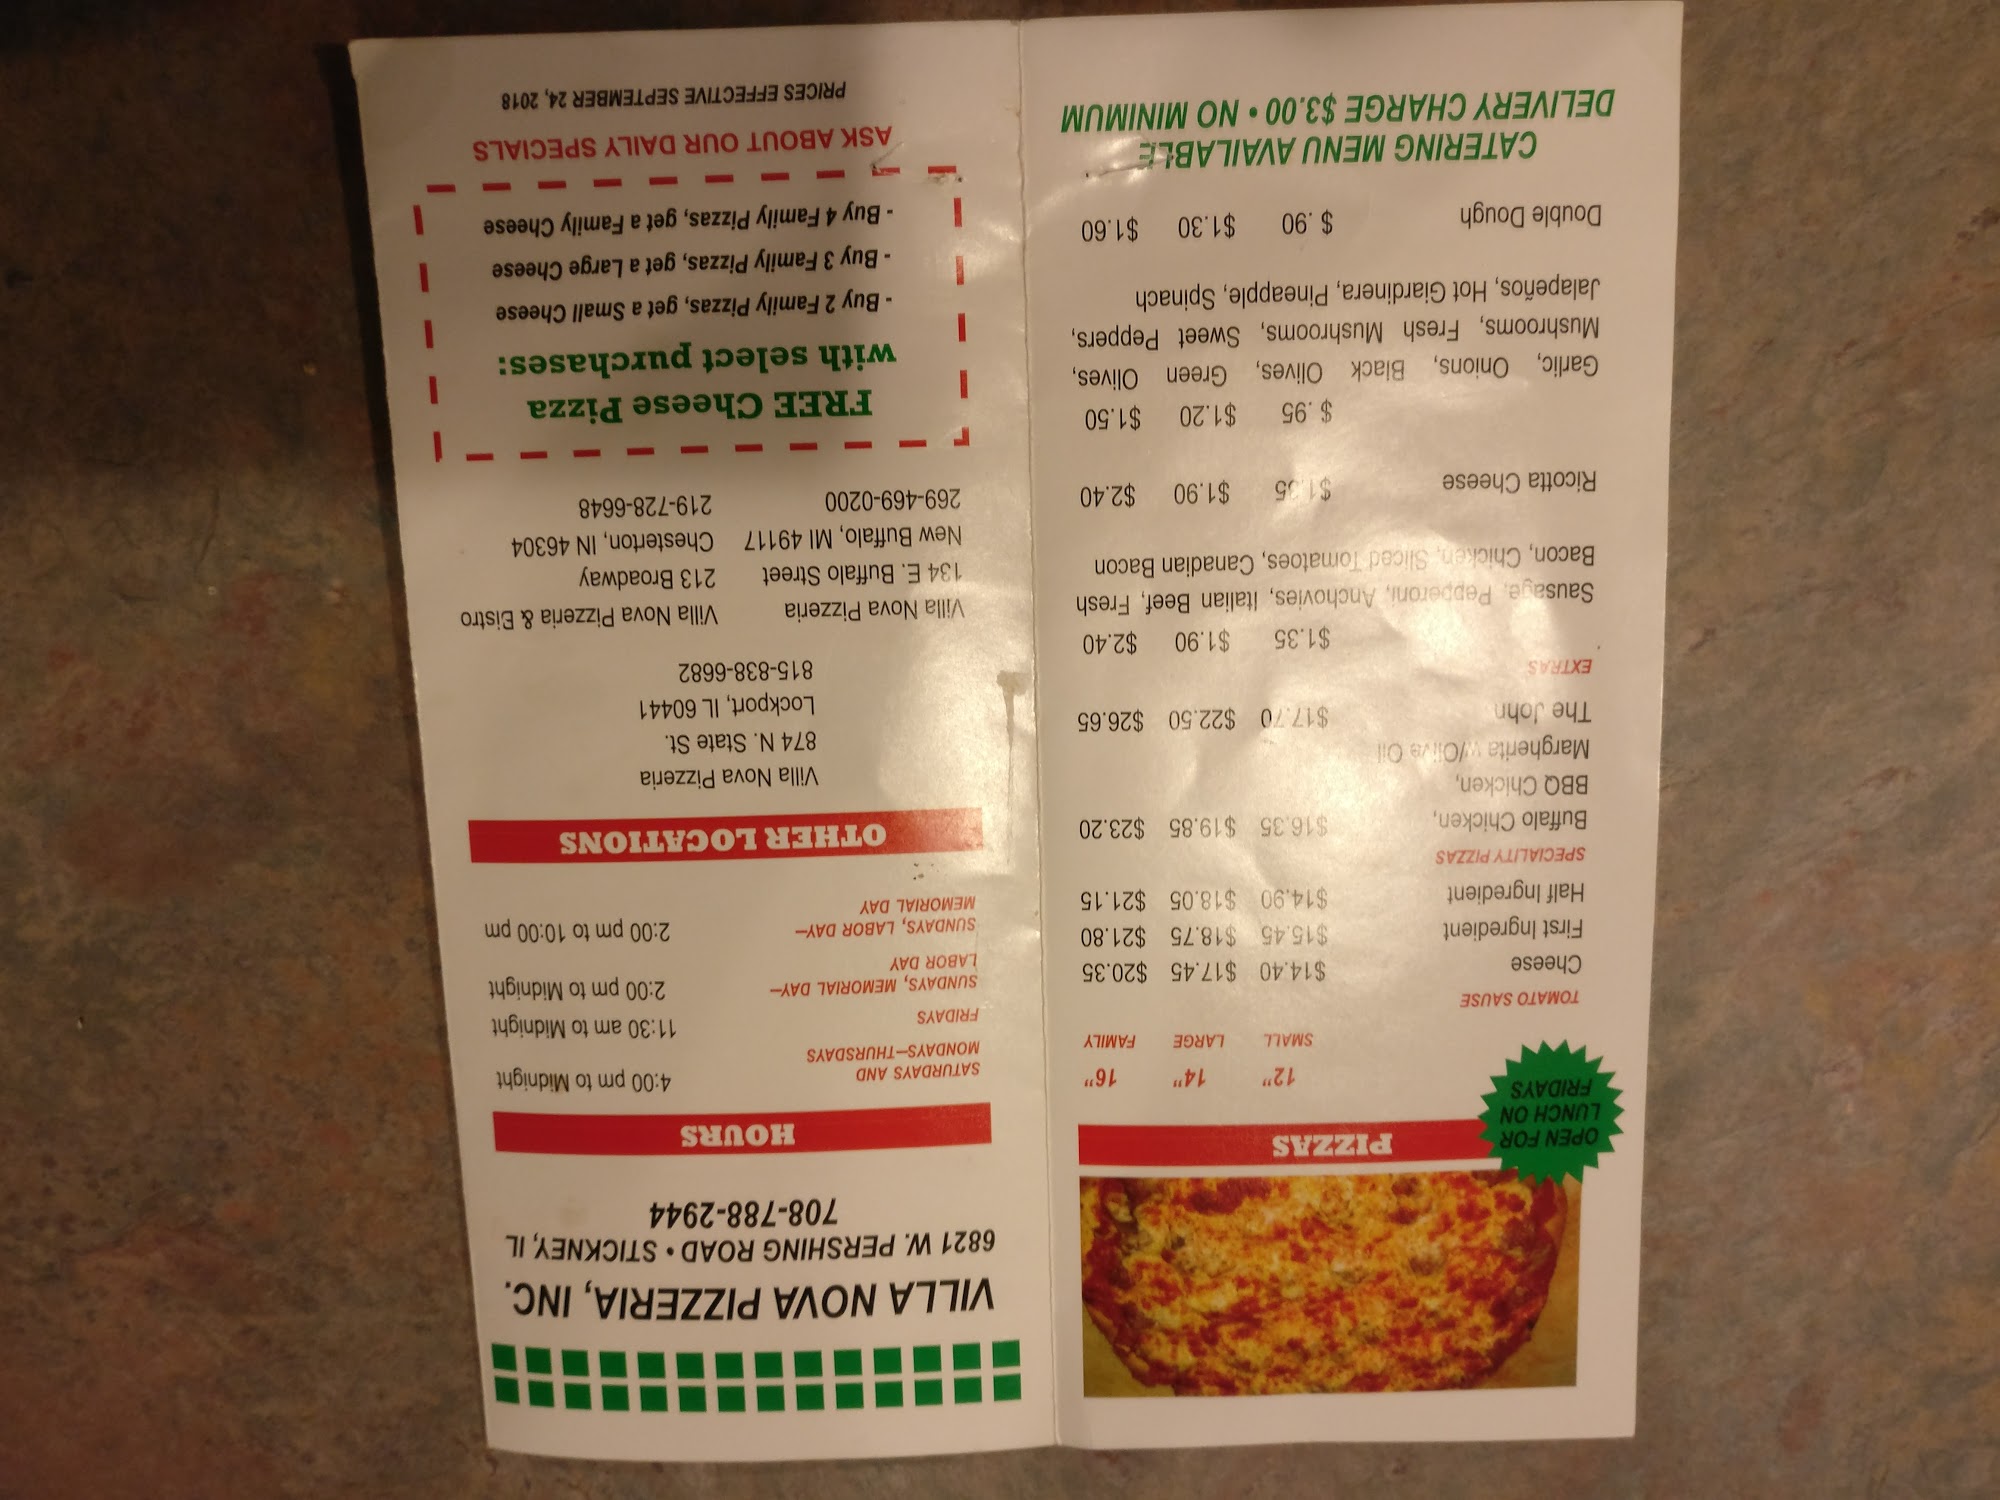 VILLA NOVA PIZZERIA, INC.
6821 W. PERSHING ROAD • STICKNEY, IL
708-788-2944
HOURS
SATURDAYS AND
MONDAYS—THURSDAYS 4:00 pm to Midnight
FRIDAYS 11:30 am to Midnight
SUNDAYS, MEMORIAL DAY—
LABOR DAY 2:00 pm to Midnight
SUNDAYS, LABOR DAY—
MEMORIAL DAY 2:00 pm to 10:00 pm
OTHER LOCATIONS
Villa Nova Pizzeria
874 N. State St.
Lockport, IL 60441
815-838-6682
Villa Nova Pizzeria
134 E. Buffalo Street
New Buffalo, MI 49117
269-469-0200
Villa Nova Pizzeria & Eistro
213 Broadway
Chesterton, IN 46304
219-728-6648
FREE Cheese Pizza
with select purchases:
- Buy 2 Family Pizzas, get a Small Cheese
- Buy 3 Family Pizzas, get a Large Cheese
- Buy 4 Family Pizzas, get a Family Cheese
ASK ABOUT OUR DAILY SPECIALS
PRICES EFFECTIVE SEPTEMBER 24, 2018
OPEN FOR
LUNCH ON
FRIDAYS
PIZZAS
12" 14" 16"
SMALL LARGE FAMILY
TOMATO SAUSE
Cheese $14.40 $17.45 $20.35
First Ingredient $15.45 $18.75 $21.80
Half Ingredient $14.90 $18.05 $21.15
SPECIALITY PIZZAS
Buffalo Chicken, $16.35 $19.85 $23.20
BBQ Chicken,
Margherita w/Olive Oil
The John $17.70 $22.50 $26.65
EXTRAS
$1.35 $1.90 $2.40
Sausage, Pepperoni, Anchovies, Italian Beef, Fresh
Bacon, Chicken, Sliced Tomatoes, Canadian Bacon
Ricotta Cheese $1.35 $1.90 $2.40
$ .95 $1.20 $1.50
Garlic, Onions, Black Olives, Green Olives,
Mushrooms, Fresh Mushrooms, Sweet Peppers,
Jalapeños, Hot Giardinera, Pineapple, Spinach
Double Dough $ .90 $1.30 $1.60
CATERING MENU AVAILABLE
DELIVERY CHARGE $3.00 • NO MINIMUM